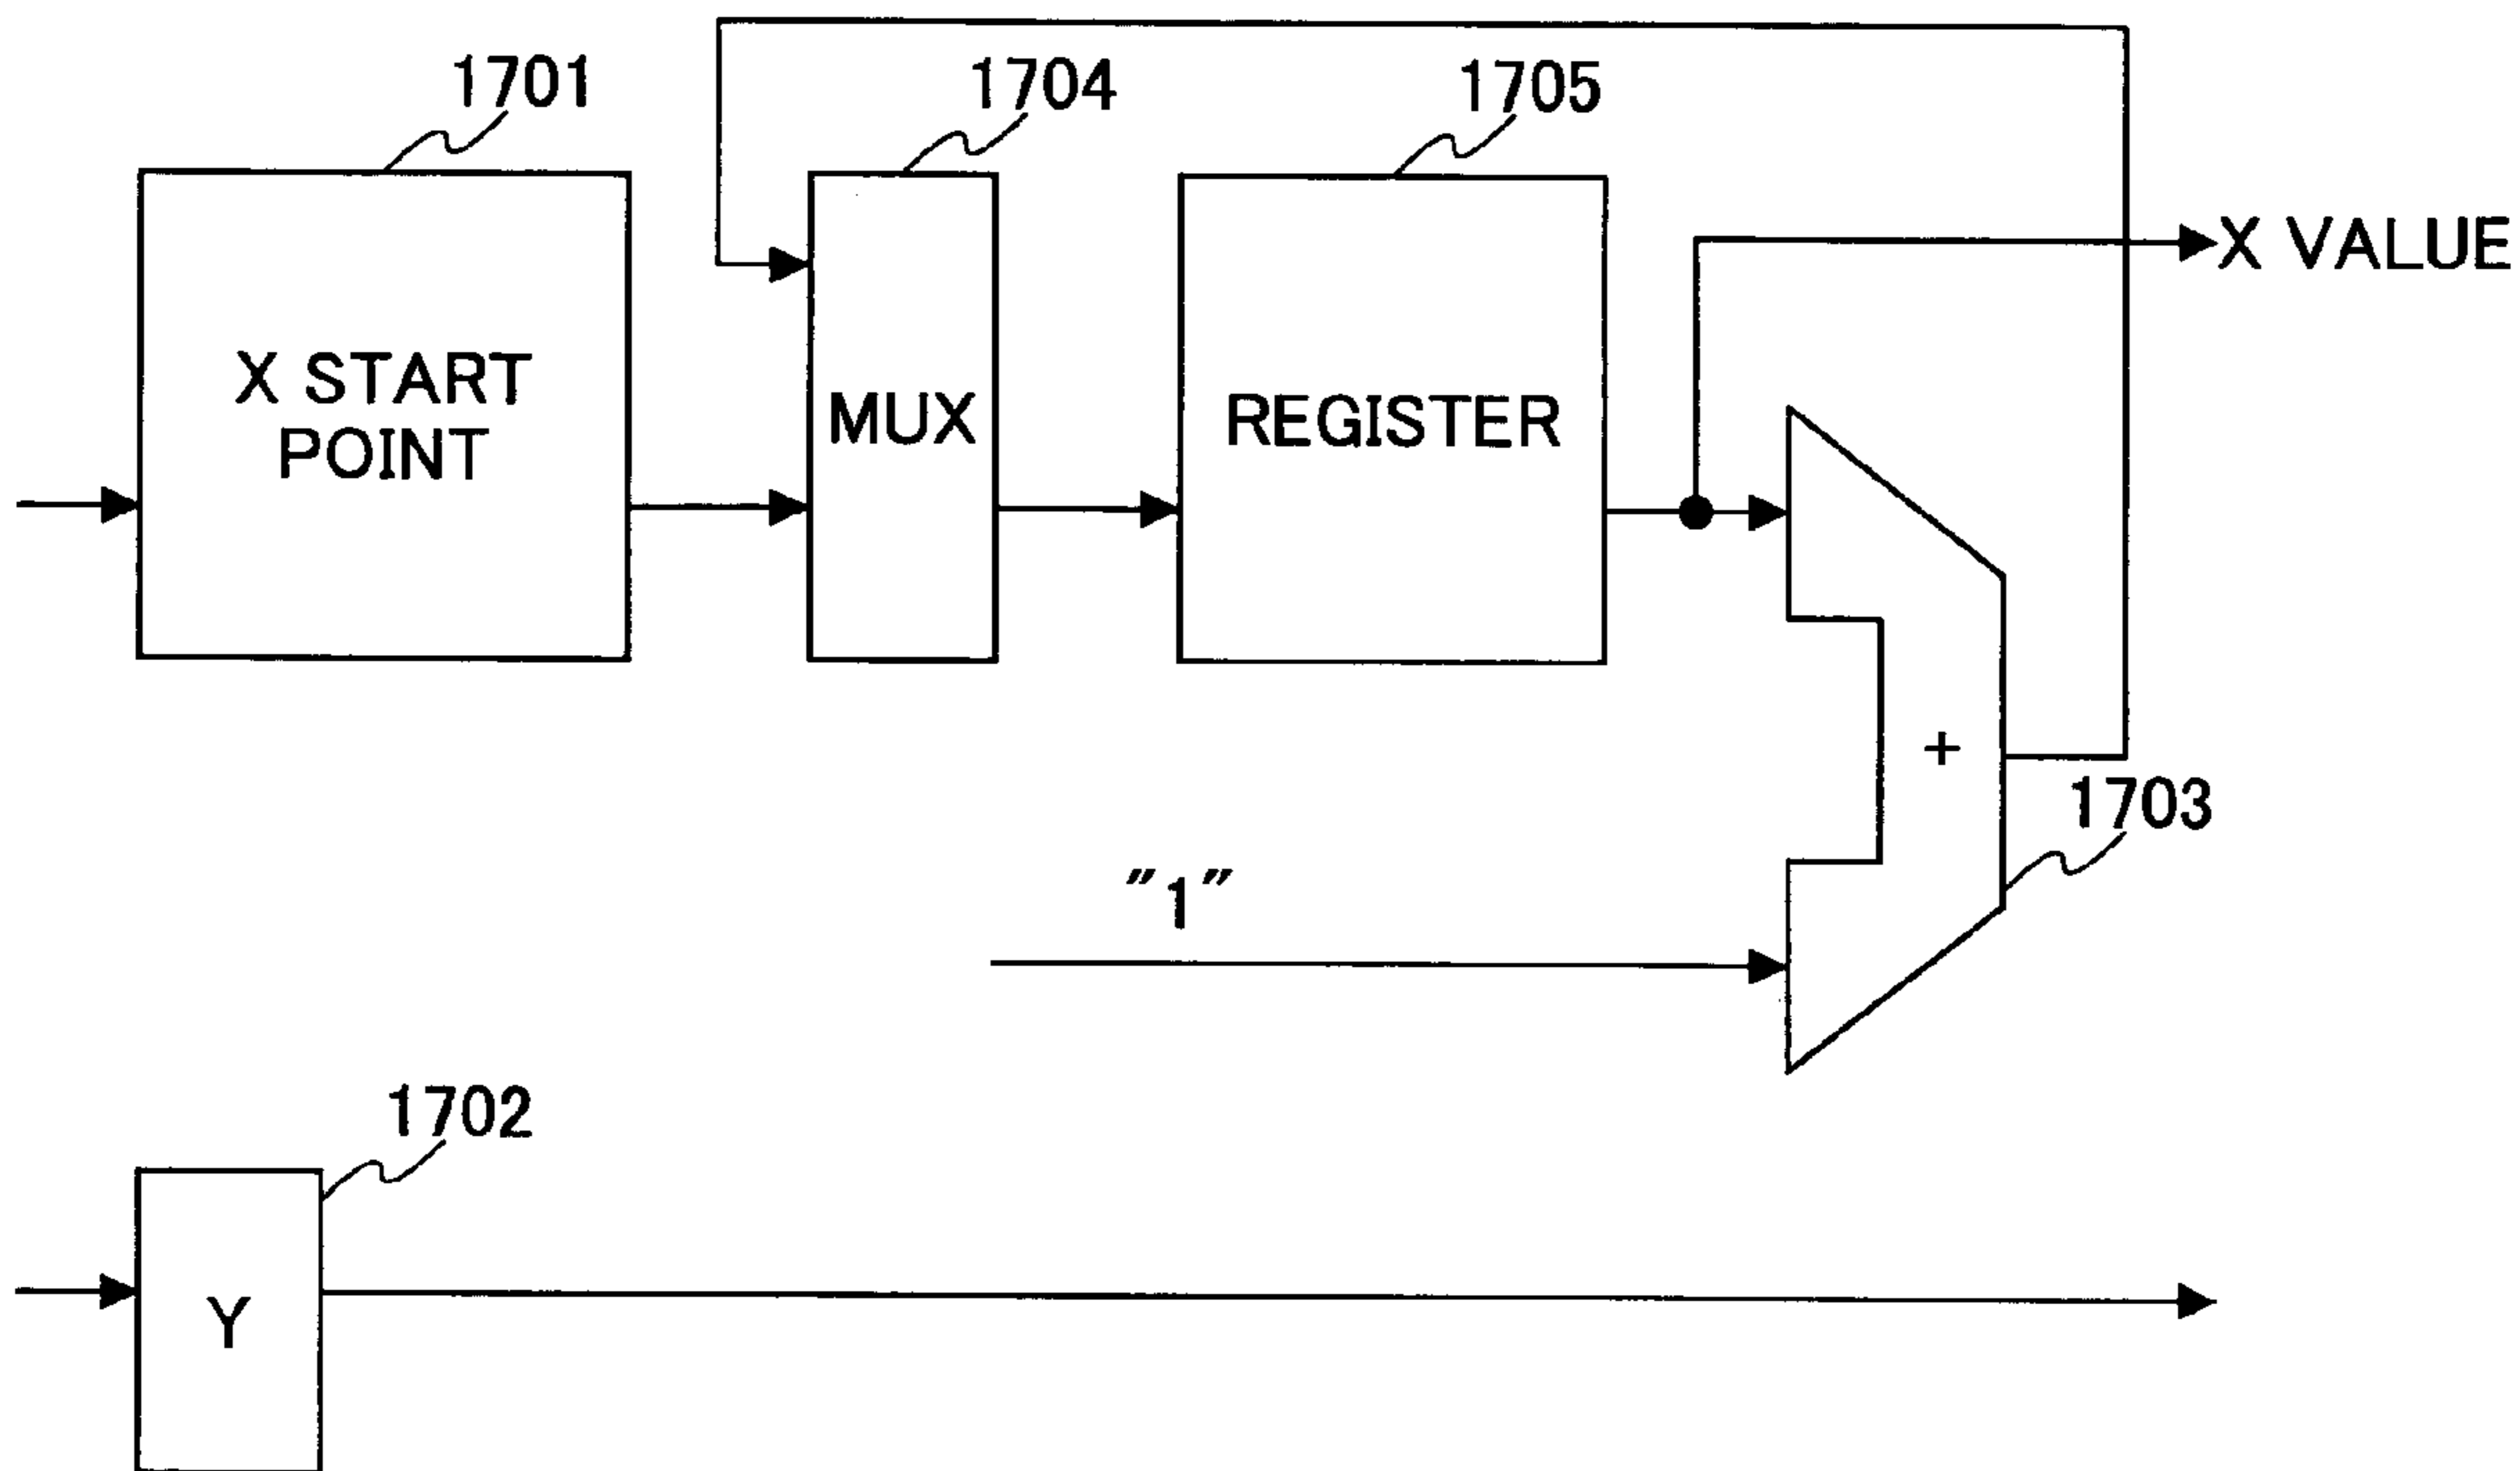 1701
1704
1705
X VALUE
X START
POINT
MUX
REGISTER
+
1703
"1"
1702
Y